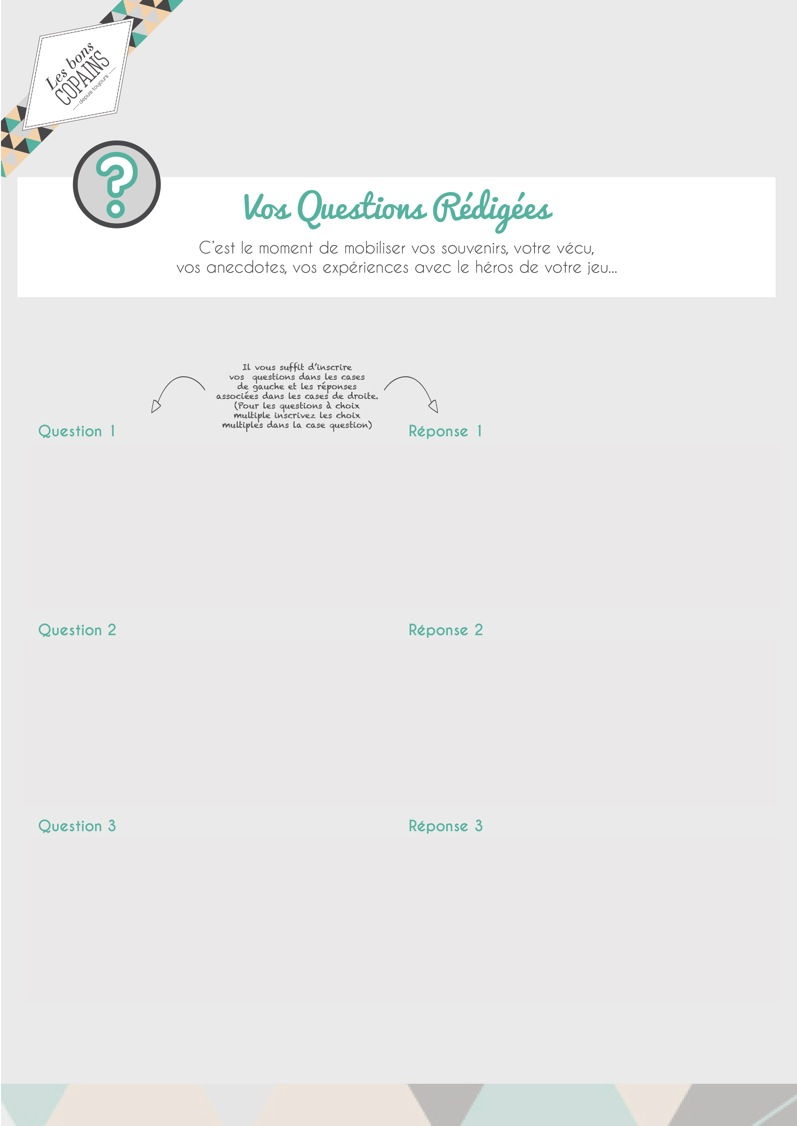 Les bons
COPAINS
depuis toujours
?
Vos Questions Rédigées
C'est le moment de mobiliser vos souvenirs, votre vécu,
vos anecdotes, vos expériences avec le héros de votre jeu...
Il vous suffit d'inscrire
vos questions dans les cases
de gauche et les réponses
associées dans les cases de droite.
(Pour les questions à choix
multiple inscrivez les choix
multiples dans la case question)
Question 1
Réponse 1
Question 2
Réponse 2
Question 3
Réponse 3